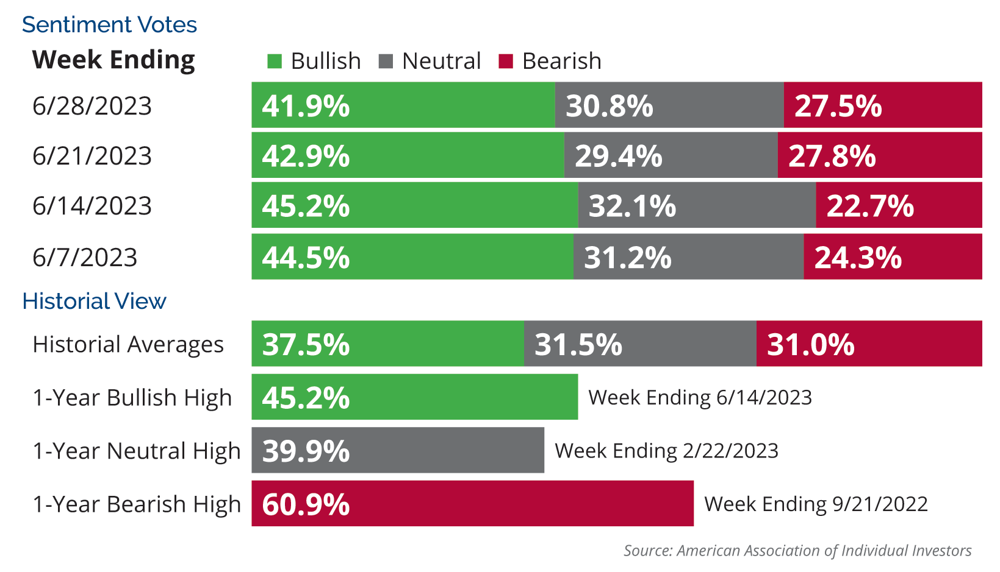 Sentiment Votes
Week Ending
Bullish Neutral Bearish
6/28/2023 41.9% 30.8% 27.5%
6/21/2023 42.9% 29.4% 27.8%
6/14/2023 45.2% 32.1% 22.7%
6/7/2023 44.5% 31.2% 24.3%
Historial View
Historial Averages 37.5% 31.5% 31.0%
1-Year Bullish High 45.2% Week Ending 6/14/2023
1-Year Neutral High 39.9% Week Ending 2/22/2023
1-Year Bearish High 60.9% Week Ending 9/21/2022
Source: American Association of Individual Investors